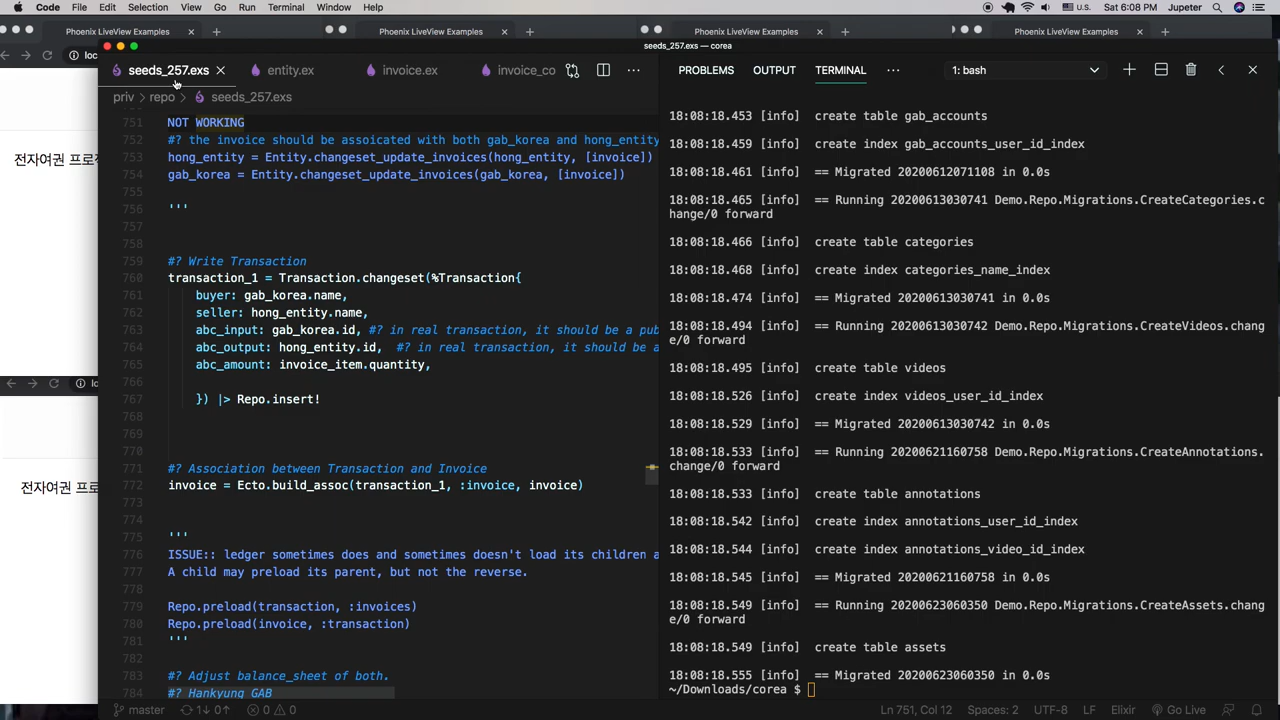 Code File Edit Selection View Go Run Terminal Window Help
U.S. Sat 6:08 PM Jupeter
Phoenix LiveView Examples × +
Phoenix LiveView Examples × +
Phoenix LiveView Examples × +
Phoenix LiveView Examples × +
loc
전자여권 프로
lo
전자여권 프로
seeds_257.exs — corea
seeds_257.exs
entity.ex
invoice.ex
invoice_co
priv > repo > seeds_257.exs
751 NOT WORKING
752 #? the invoice should be assoicated with both gab_korea and hong_entity
753 hong_entity = Entity.changeset_update_invoices(hong_entity, [invoice])
754 gab_korea = Entity.changeset_update_invoices(gab_korea, [invoice])
755
756 '''
757
758
759 #? Write Transaction
760 transaction_1 = Transaction.changeset(%Transaction{
761 buyer: gab_korea.name,
762 seller: hong_entity.name,
763 abc_input: gab_korea.id, #? in real transaction, it should be a pub
764 abc_output: hong_entity.id, #? in real transaction, it should be a
765 abc_amount: invoice_item.quantity,
766
767 }) |> Repo.insert!
768
769
770
771 #? Association between Transaction and Invoice
772 invoice = Ecto.build_assoc(transaction_1, :invoice, invoice)
773
774
775 '''
776 ISSUE:: ledger sometimes does and sometimes doesn't load its children a
777 A child may preload its parent, but not the reverse.
778
779 Repo.preload(transaction, :invoices)
780 Repo.preload(invoice, :transaction)
781 '''
782
783 #? Adjust balance_sheet of both.
784 #? Hankyung GAB
PROBLEMS OUTPUT TERMINAL ··· 1: bash
18:08:18.453 [info] create table gab_accounts
18:08:18.459 [info] create index gab_accounts_user_id_index
18:08:18.461 [info] == Migrated 20200612071108 in 0.0s
18:08:18.465 [info] == Running 20200613030741 Demo.Repo.Migrations.CreateCategories.c
hange/0 forward
18:08:18.466 [info] create table categories
18:08:18.468 [info] create index categories_name_index
18:08:18.474 [info] == Migrated 20200613030741 in 0.0s
18:08:18.494 [info] == Running 20200613030742 Demo.Repo.Migrations.CreateVideos.chang
e/0 forward
18:08:18.495 [info] create table videos
18:08:18.526 [info] create index videos_user_id_index
18:08:18.529 [info] == Migrated 20200613030742 in 0.0s
18:08:18.533 [info] == Running 20200621160758 Demo.Repo.Migrations.CreateAnnotations.
change/0 forward
18:08:18.533 [info] create table annotations
18:08:18.542 [info] create index annotations_user_id_index
18:08:18.544 [info] create index annotations_video_id_index
18:08:18.545 [info] == Migrated 20200621160758 in 0.0s
18:08:18.549 [info] == Running 20200623060350 Demo.Repo.Migrations.CreateAssets.chang
e/0 forward
18:08:18.549 [info] create table assets
18:08:18.555 [info] == Migrated 20200623060350 in 0.0s
~/Downloads/corea $
master 1↓ 0↑ 0 0
Ln 751, Col 12 Spaces: 2 UTF-8 LF Elixir Go Live